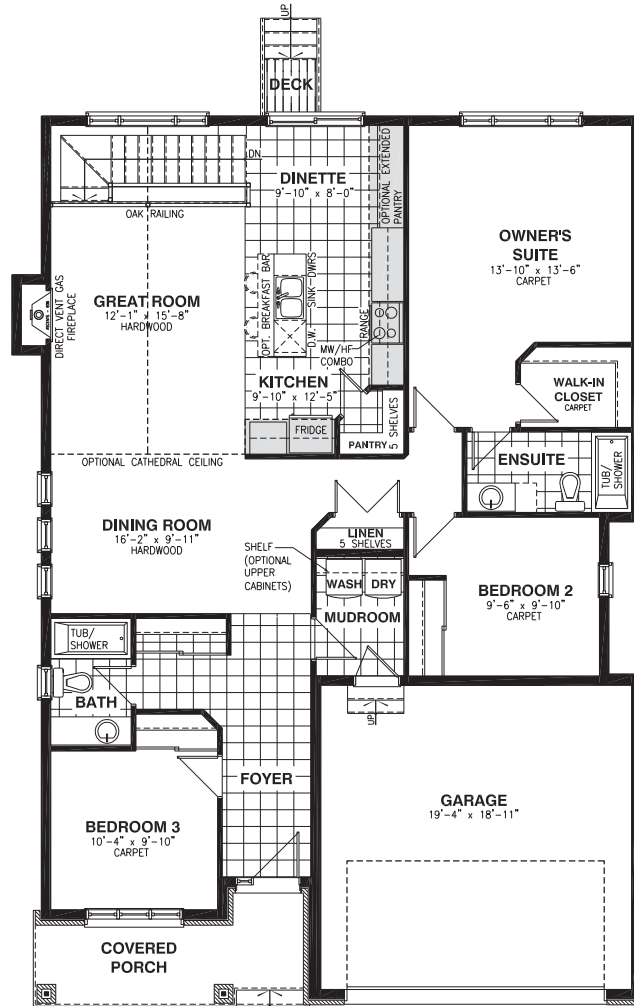 UP
DECK
DN
DINETTE
9'-10" x 8'-0"
OPTIONAL EXTENDED
PANTRY
OAK RAILING
OWNER'S
SUITE
13'-10" x 13'-6"
CARPET
GREAT ROOM
12'-1" x 15'-8"
HARDWOOD
DIRECT VENT GAS
FIREPLACE
OPT. BREAKFAST BAR
DWRS
SINK
D.W.
RANGE
MW/HF
COMBO
KITCHEN
9'-10" x 12'-5"
WALK-IN
CLOSET
CARPET
FRIDGE
PANTRY
5 SHELVES
ENSUITE
TUB/
SHOWER
OPTIONAL CATHEDRAL CEILING
DINING ROOM
16'-2" x 9'-11"
HARDWOOD
LINEN
5 SHELVES
SHELF
(OPTIONAL
UPPER
CABINETS)
WASH
DRY
MUDROOM
BEDROOM 2
9'-6" x 9'-10"
CARPET
TUB/
SHOWER
BATH
UP
FOYER
GARAGE
19'-4" x 18'-11"
BEDROOM 3
10'-4" x 9'-10"
CARPET
COVERED
PORCH